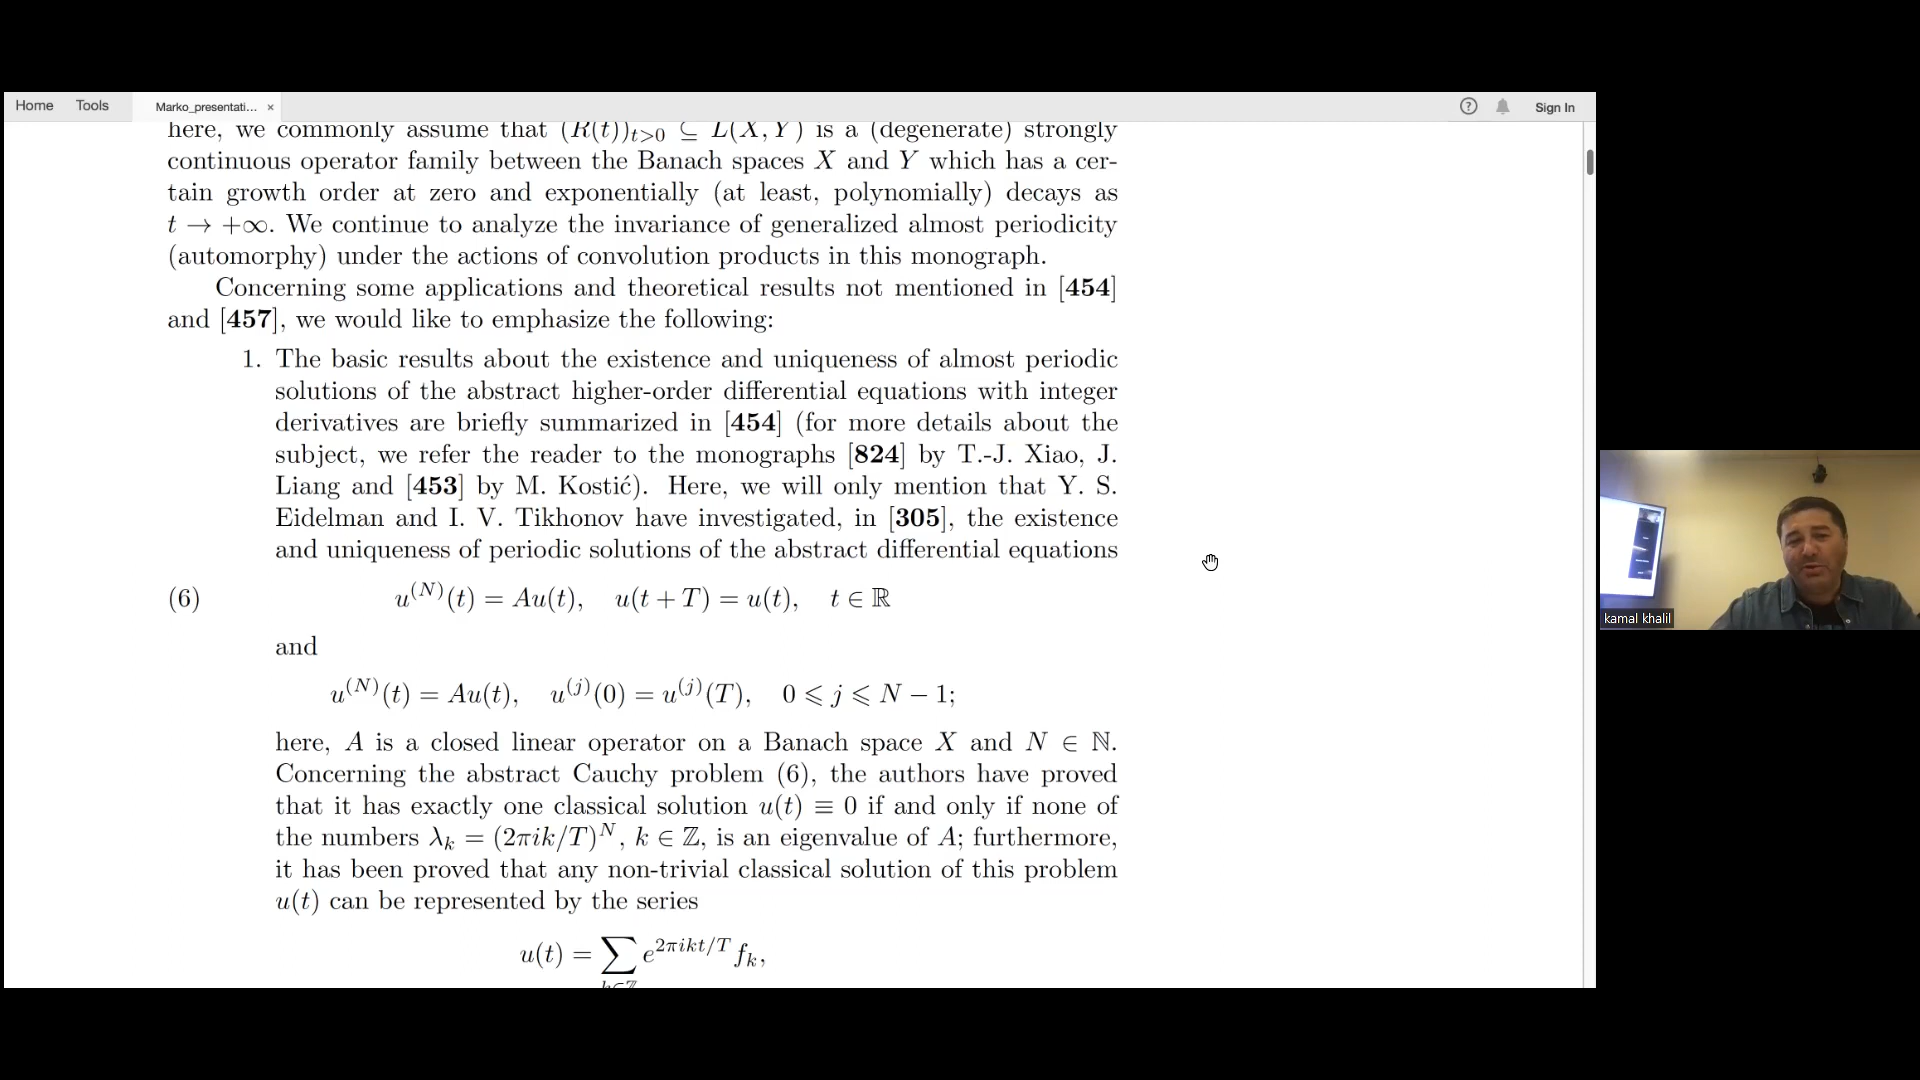 Home Tools Marko_presentati... × Sign In
here, we commonly assume that (R(t))ₜ>₀ ⊆ L(X, Y) is a (degenerate) strongly
continuous operator family between the Banach spaces X and Y which has a cer-
tain growth order at zero and exponentially (at least, polynomially) decays as
t → +∞. We continue to analyze the invariance of generalized almost periodicity
(automorphy) under the actions of convolution products in this monograph.
Concerning some applications and theoretical results not mentioned in [454]
and [457], we would like to emphasize the following:
1. The basic results about the existence and uniqueness of almost periodic
solutions of the abstract higher-order differential equations with integer
derivatives are briefly summarized in [454] (for more details about the
subject, we refer the reader to the monographs [824] by T.-J. Xiao, J.
Liang and [453] by M. Kostić). Here, we will only mention that Y. S.
Eidelman and I. V. Tikhonov have investigated, in [305], the existence
and uniqueness of periodic solutions of the abstract differential equations
(6) u^(N)(t) = Au(t), u(t + T) = u(t), t ∈ ℝ
and
u^(N)(t) = Au(t), u^(j)(0) = u^(j)(T), 0 ⩽ j ⩽ N − 1;
here, A is a closed linear operator on a Banach space X and N ∈ ℕ.
Concerning the abstract Cauchy problem (6), the authors have proved
that it has exactly one classical solution u(t) ≡ 0 if and only if none of
the numbers λ_k = (2πik/T)^N, k ∈ ℤ, is an eigenvalue of A; furthermore,
it has been proved that any non-trivial classical solution of this problem
u(t) can be represented by the series
u(t) = ∑ e^{2πikt/T} f_k,
k∈ℤ
kamal khalil